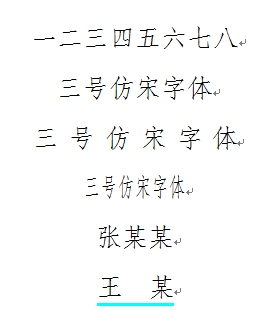 一二三四五六七八
三号仿宋字体
三 号 仿 宋 字 体
三号仿宋字体
张某某
王　某